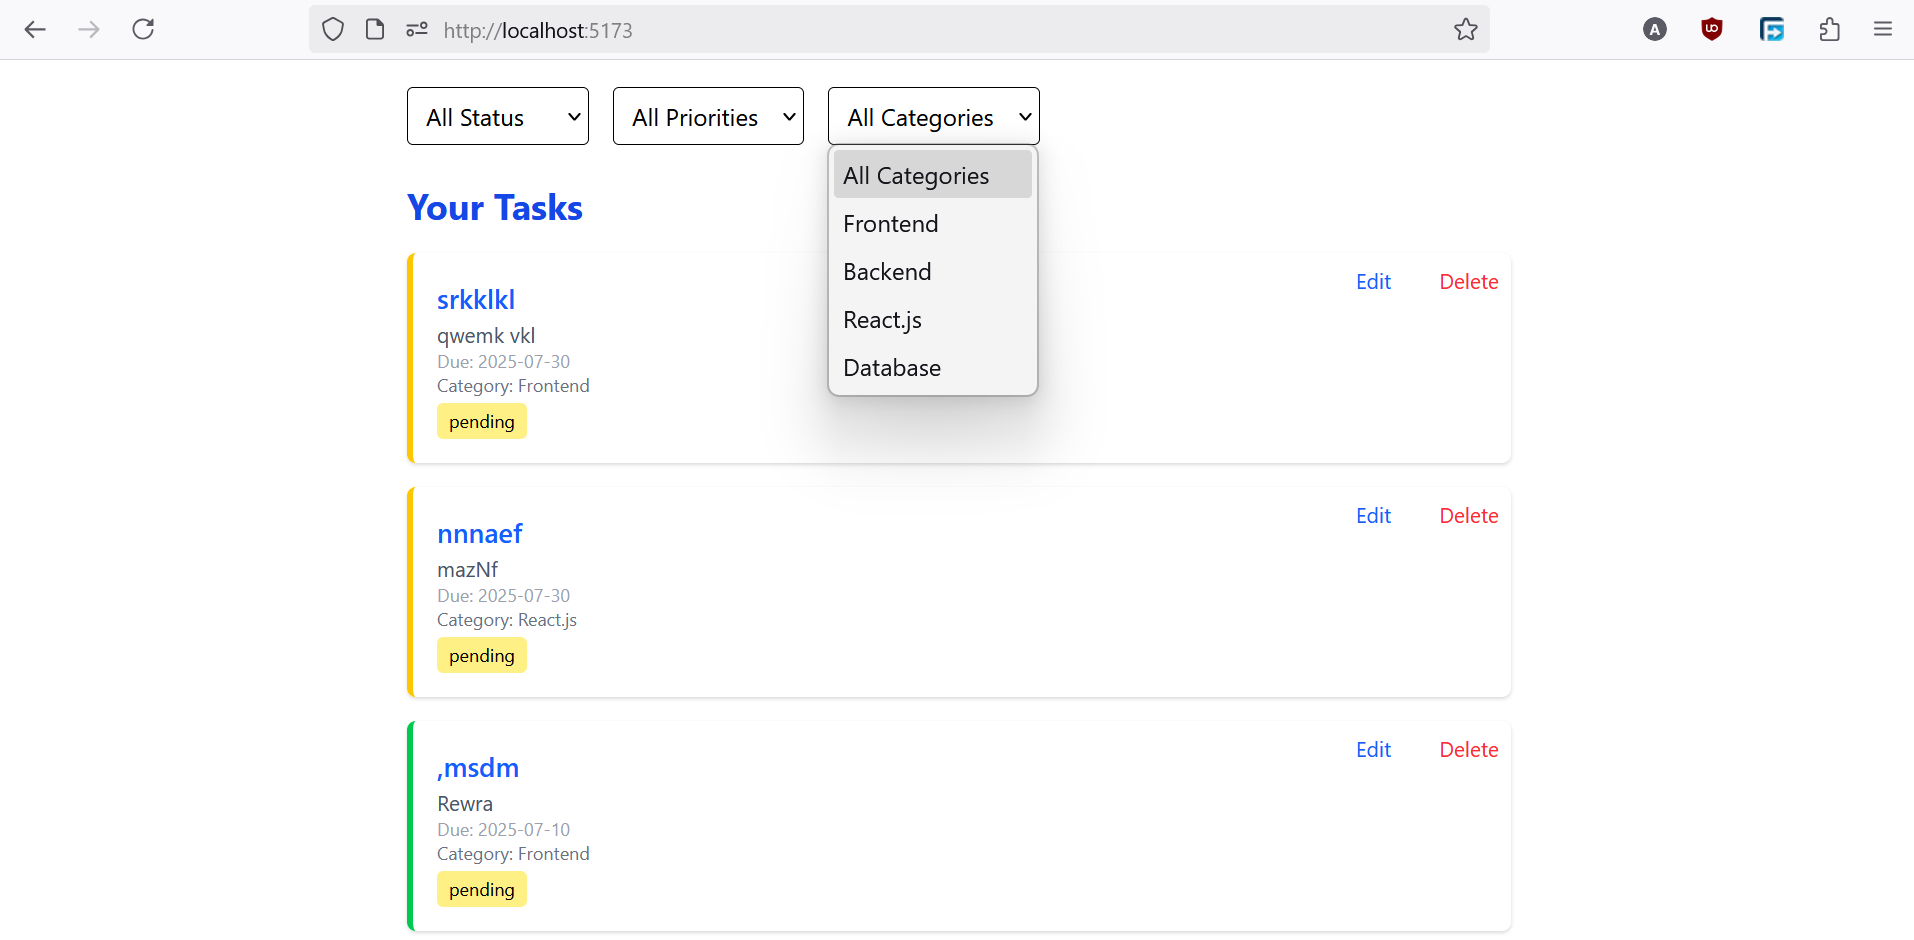 http://localhost:5173
A
All Status
All Priorities
All Categories
All Categories
Frontend
Backend
React.js
Database
Your Tasks
srkklkl
Edit
Delete
qwemk vkl
Due: 2025-07-30
Category: Frontend
pending
nnnaef
Edit
Delete
mazNf
Due: 2025-07-30
Category: React.js
pending
,msdm
Edit
Delete
Rewra
Due: 2025-07-10
Category: Frontend
pending